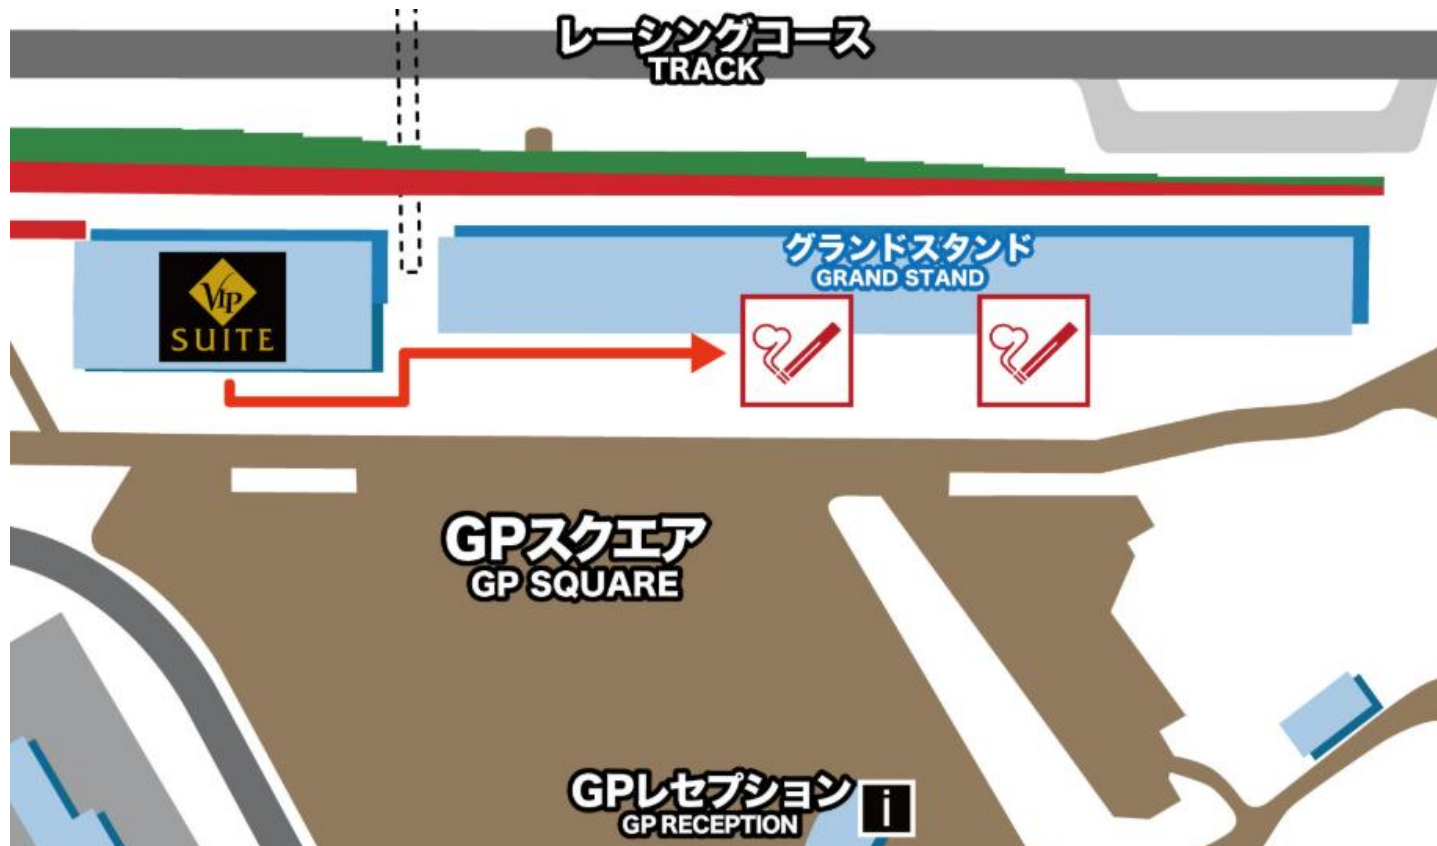 レーシングコース
TRACK
グランドスタンド
GRAND STAND
VIP
SUITE
GPスクエア
GP SQUARE
GPレセプション
GP RECEPTION
i